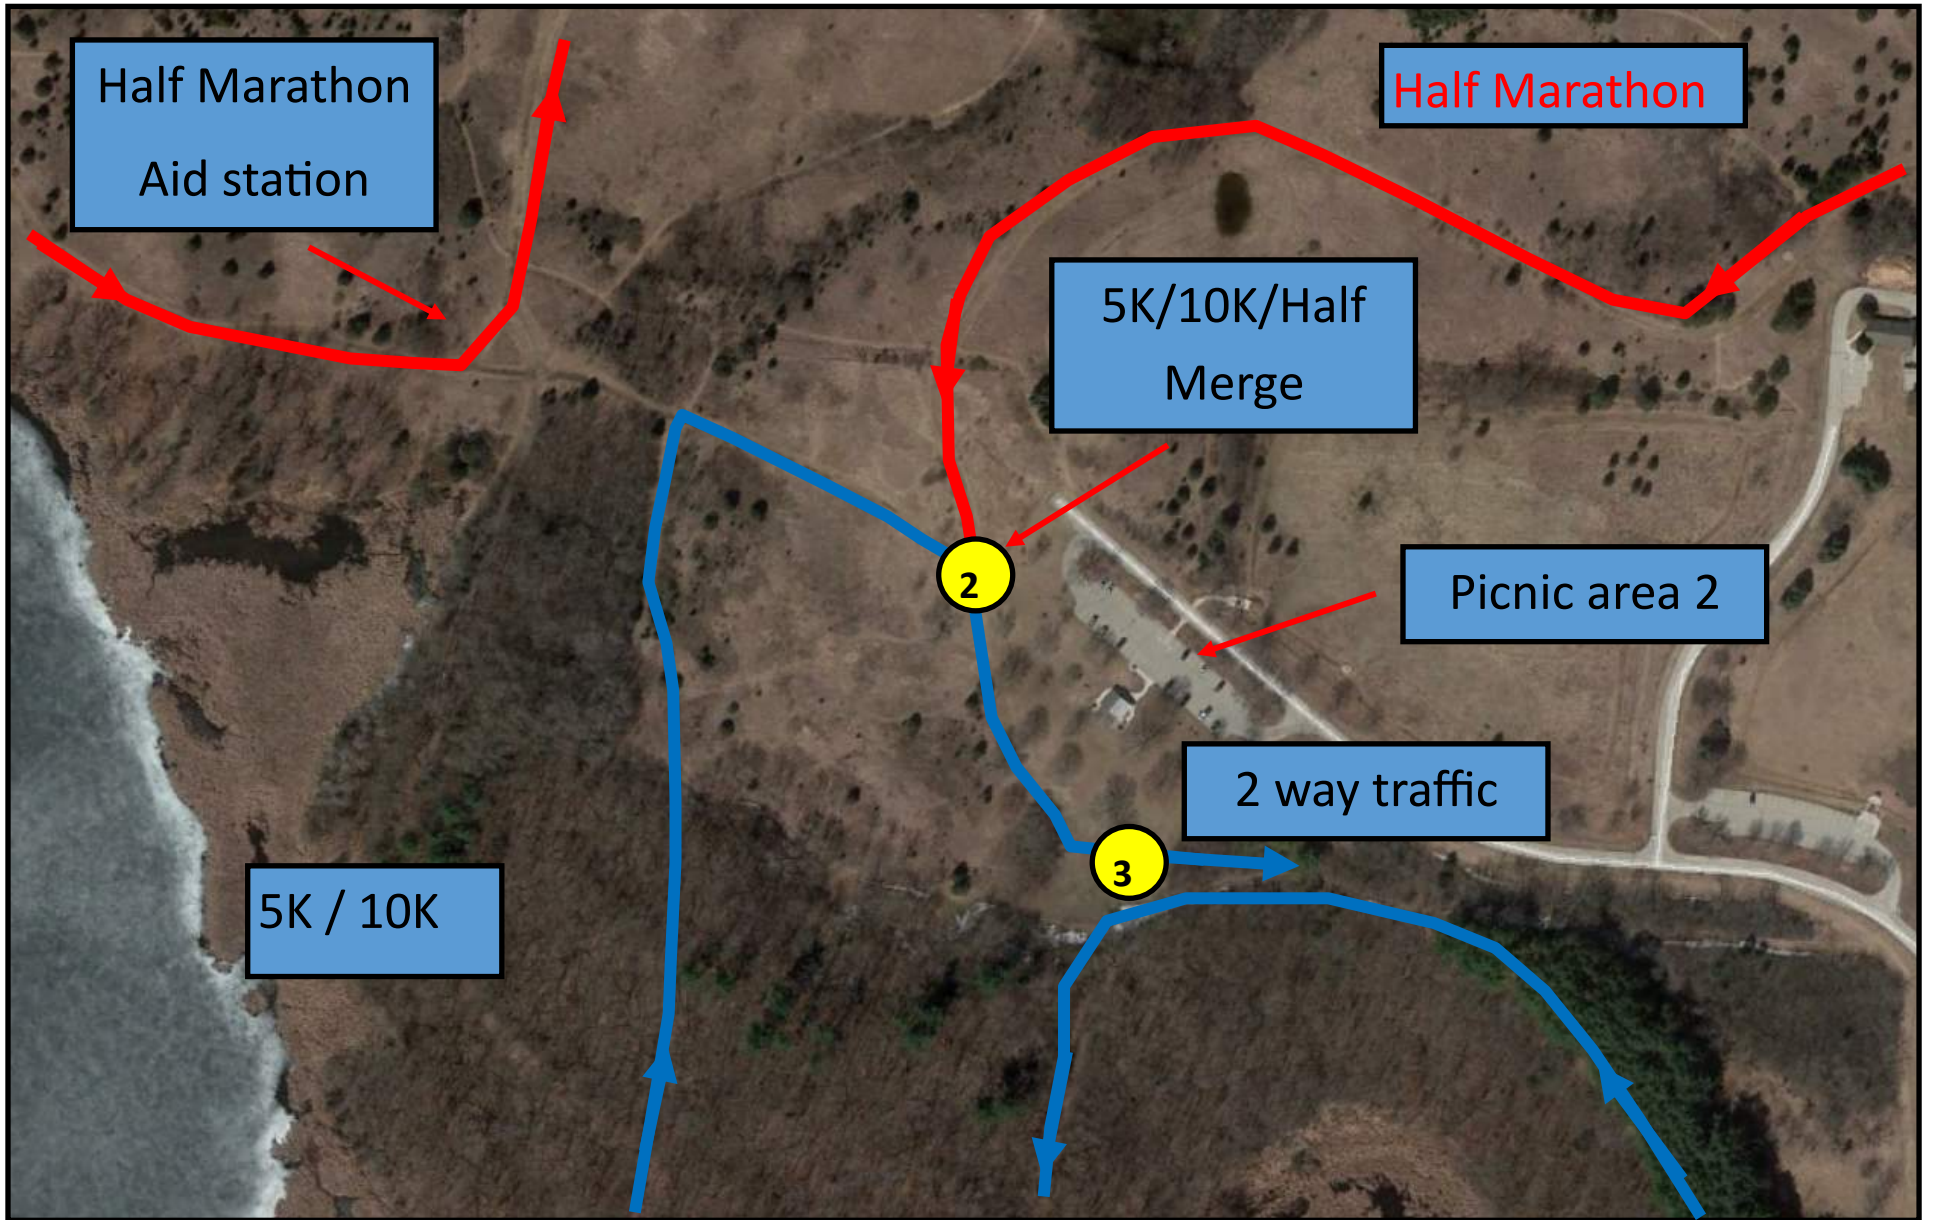 Half Marathon
Aid station
Half Marathon
5K/10K/Half
Merge
2
Picnic area 2
2 way traffic
3
5K / 10K